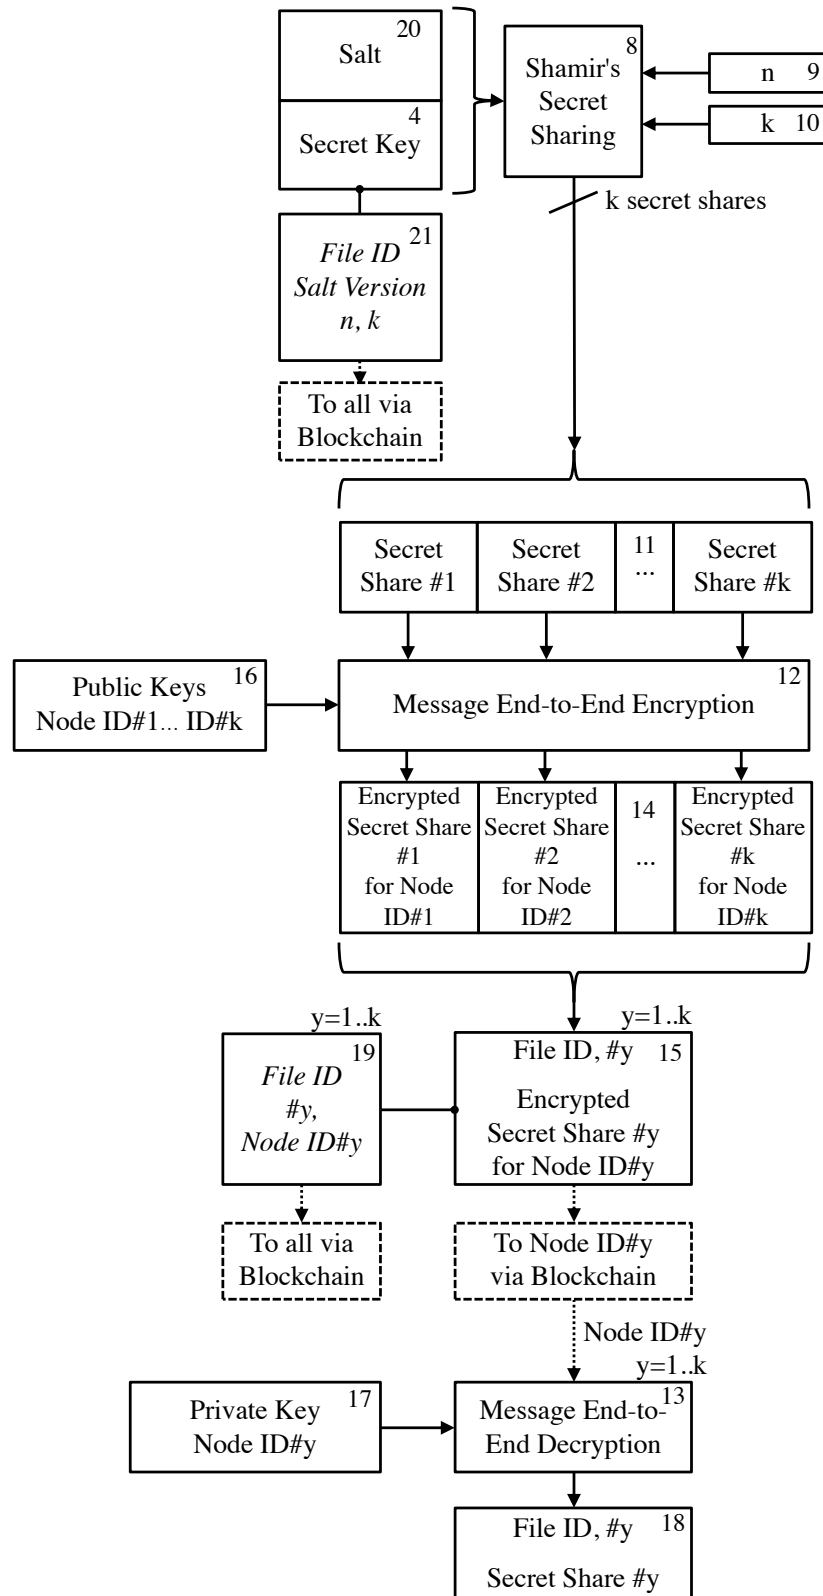 20
Salt
4
Secret Key
8
Shamir's
Secret
Sharing
n 9
k 10
k secret shares
21
File ID
Salt Version
n, k
To all via
Blockchain
Secret
Share #1
Secret
Share #2
11
...
Secret
Share #k
16
Public Keys
Node ID#1... ID#k
12
Message End-to-End Encryption
Encrypted
Secret Share
#1
for Node
ID#1
Encrypted
Secret Share
#2
for Node
ID#2
14
...
Encrypted
Secret Share
#k
for Node
ID#k
y=1..k
19
File ID
#y,
Node ID#y
y=1..k
File ID, #y 15
Encrypted
Secret Share #y
for Node ID#y
To all via
Blockchain
To Node ID#y
via Blockchain
Node ID#y
y=1..k
17
Private Key
Node ID#y
13
Message End-to-
End Decryption
File ID, #y 18
Secret Share #y